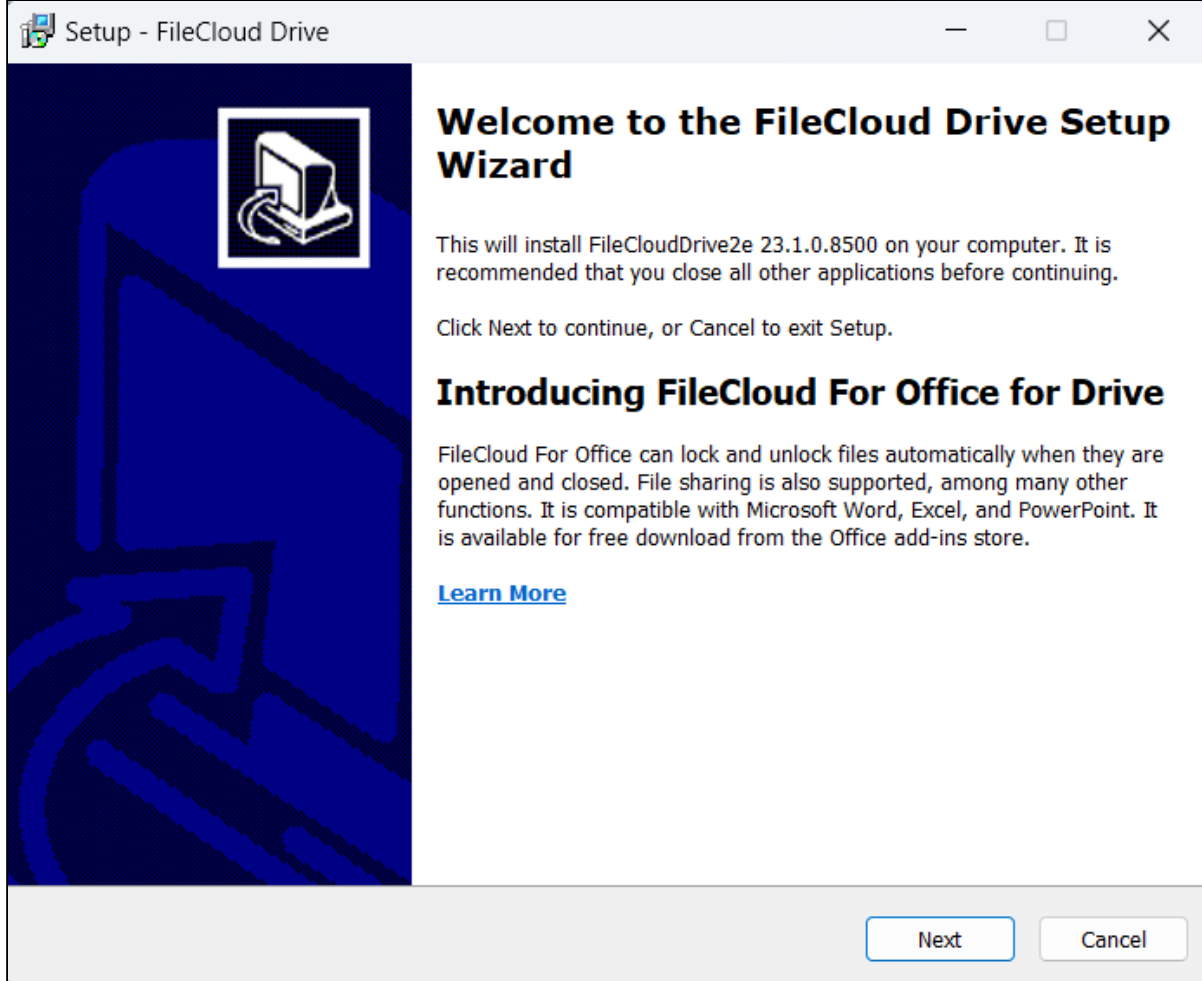 Setup - FileCloud Drive
Welcome to the FileCloud Drive Setup
Wizard
This will install FileCloudDrive2e 23.1.0.8500 on your computer. It is
recommended that you close all other applications before continuing.
Click Next to continue, or Cancel to exit Setup.
Introducing FileCloud For Office for Drive
FileCloud For Office can lock and unlock files automatically when they are
opened and closed. File sharing is also supported, among many other
functions. It is compatible with Microsoft Word, Excel, and PowerPoint. It
is available for free download from the Office add-ins store.
Learn More
Next
Cancel